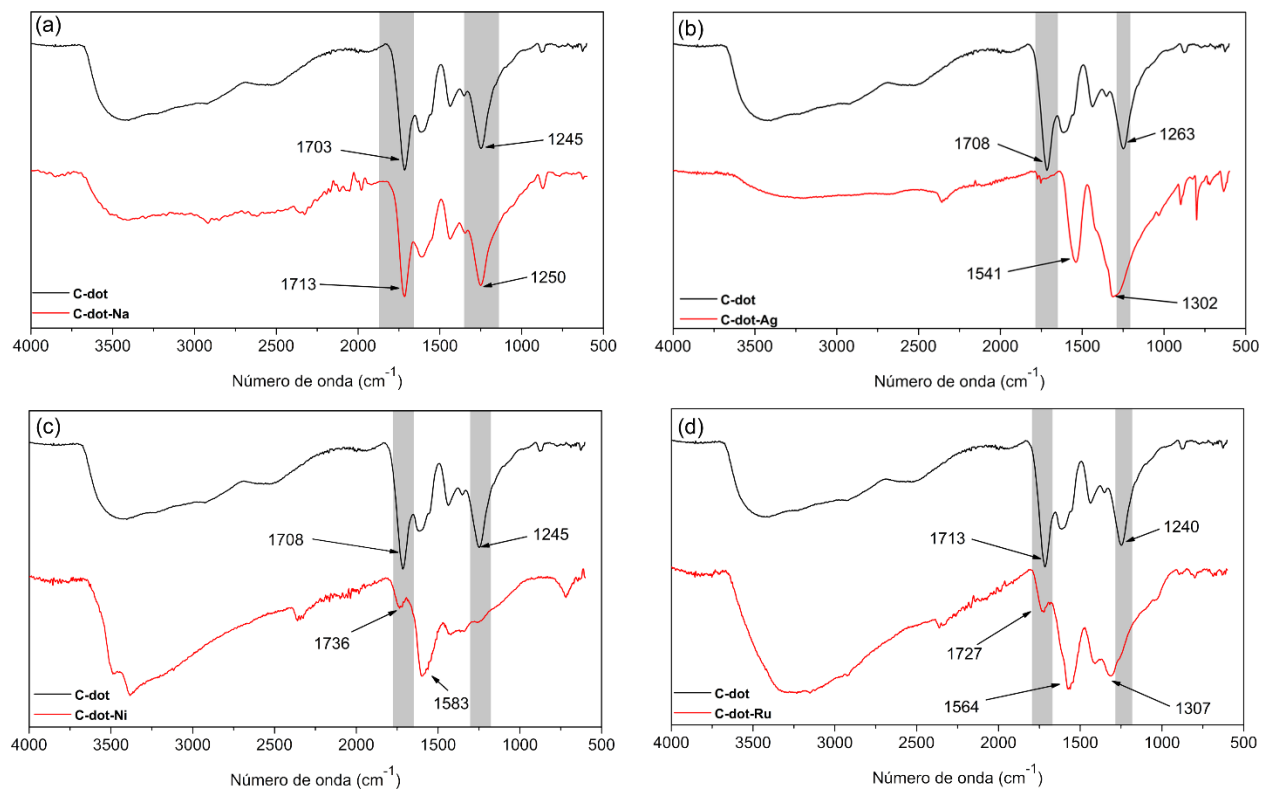 (a)
1703
1245
1713
1250
C-dot
C-dot-Na
4000 3500 3000 2500 2000 1500 1000 500
Número de onda (cm⁻¹)
(b)
1708
1263
1541
1302
C-dot
C-dot-Ag
4000 3500 3000 2500 2000 1500 1000 500
Número de onda (cm⁻¹)
(c)
1708
1245
1736
1583
C-dot
C-dot-Ni
4000 3500 3000 2500 2000 1500 1000 500
Número de onda (cm⁻¹)
(d)
1713
1240
1727
1564
1307
C-dot
C-dot-Ru
4000 3500 3000 2500 2000 1500 1000 500
Número de onda (cm⁻¹)